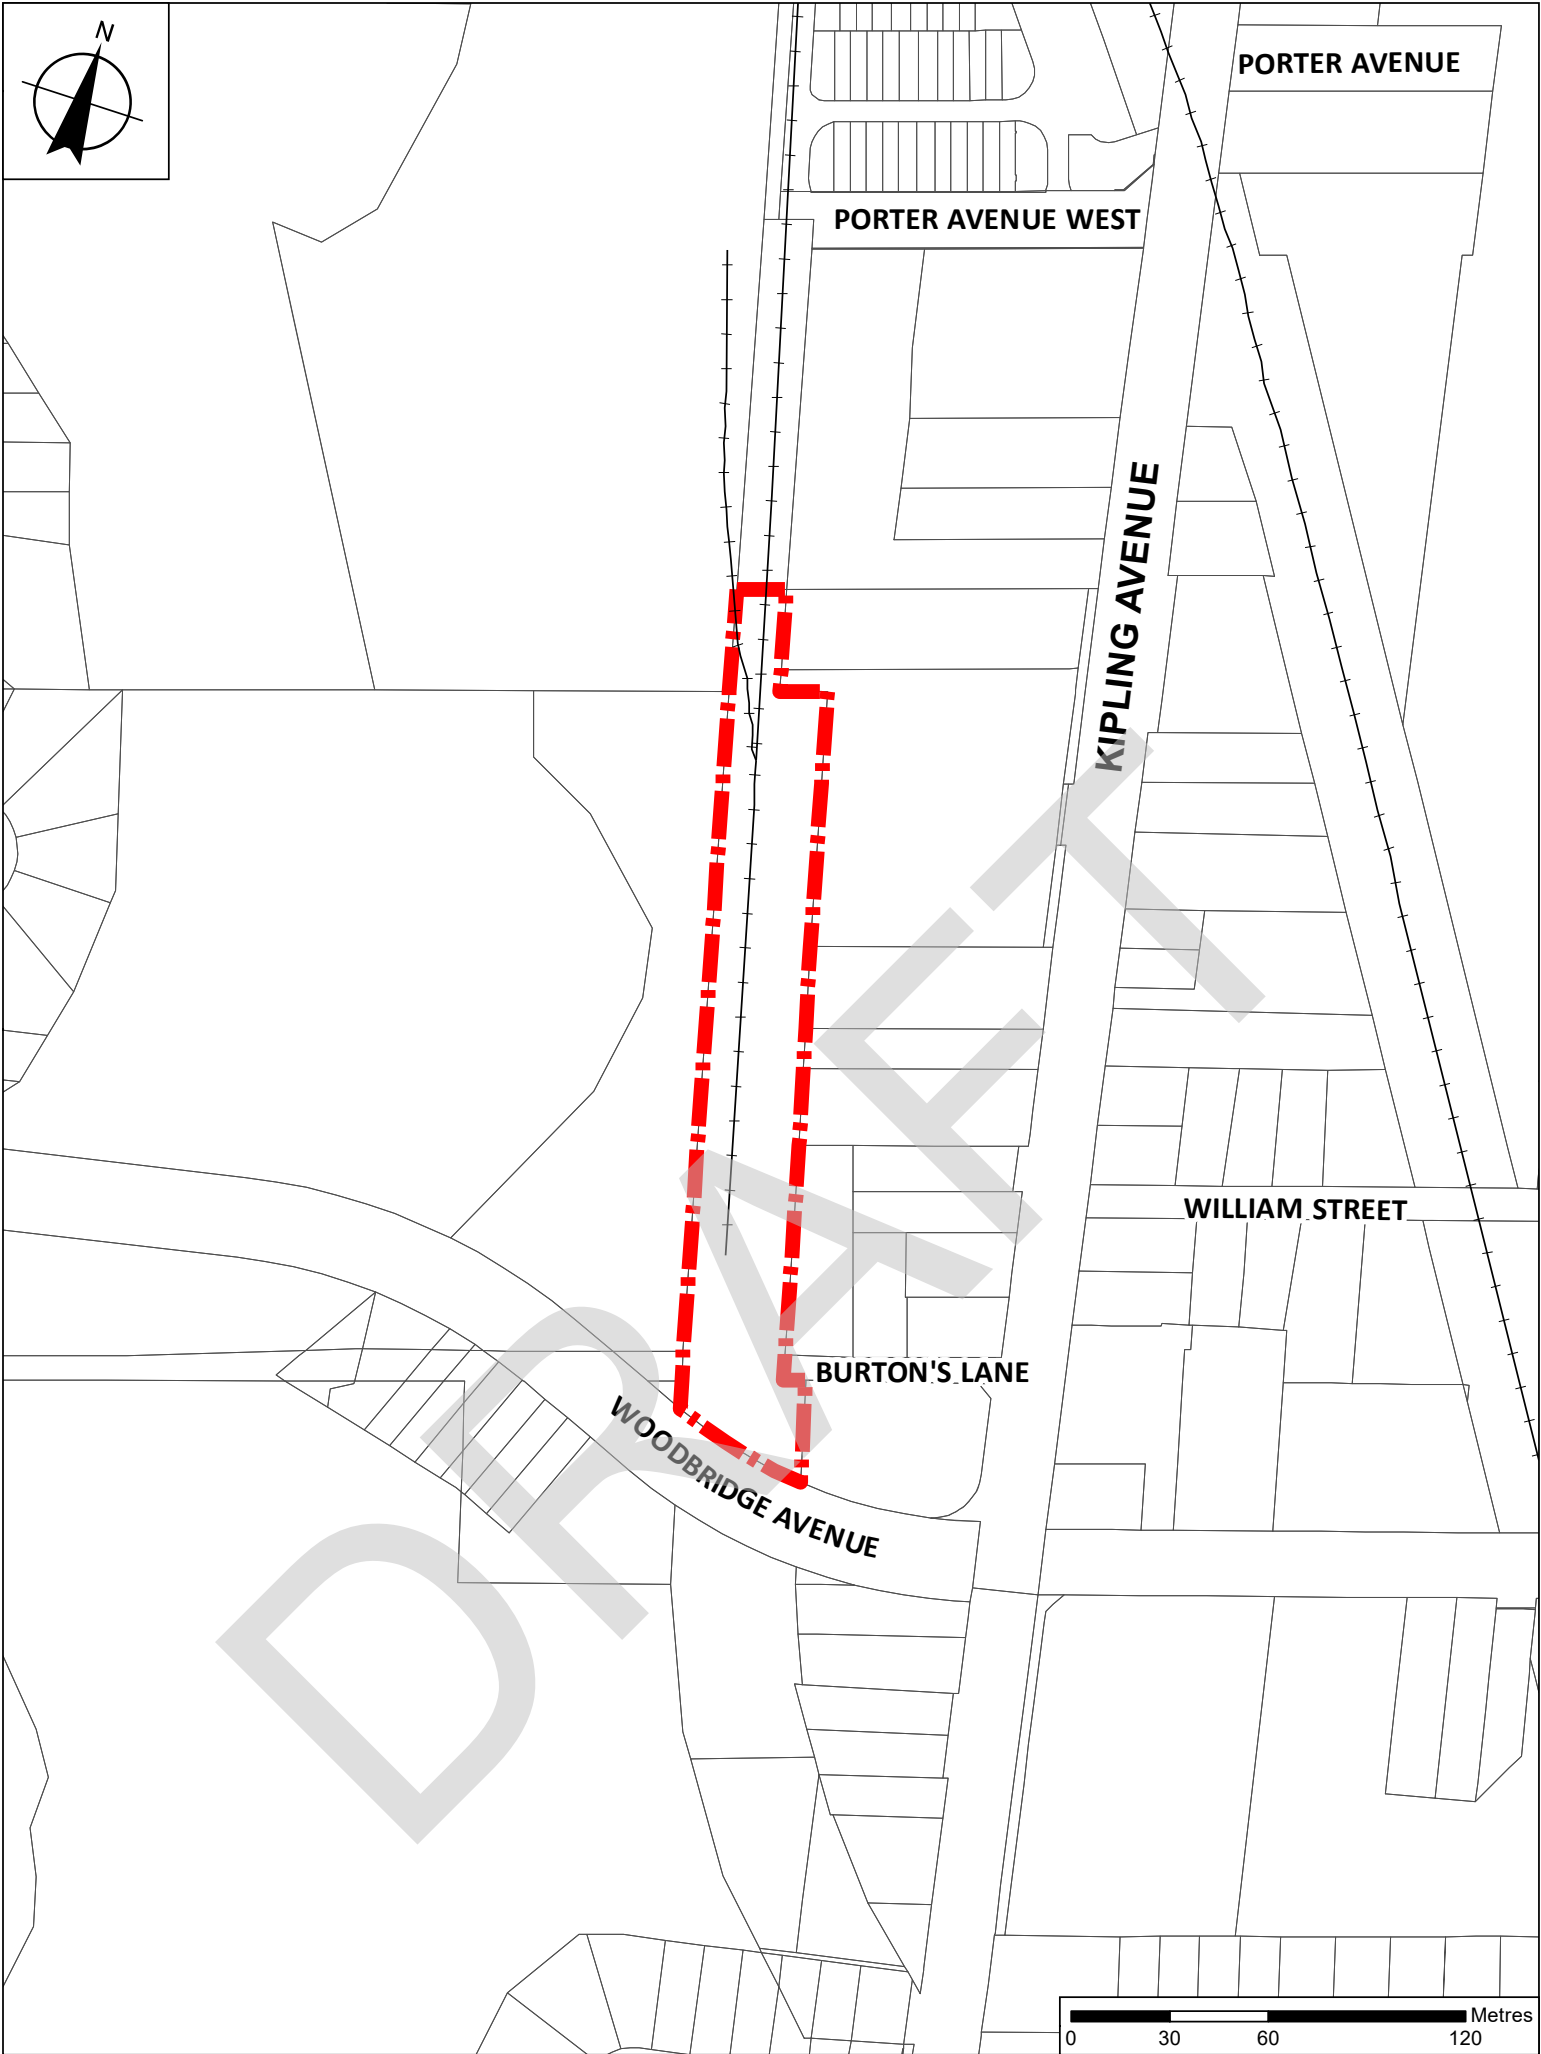 N
PORTER AVENUE
PORTER AVENUE WEST
KIPLING AVENUE
WILLIAM STREET
BURTON'S LANE
WOODBRIDGE AVENUE
DRAFT
Metres
0 30 60 120